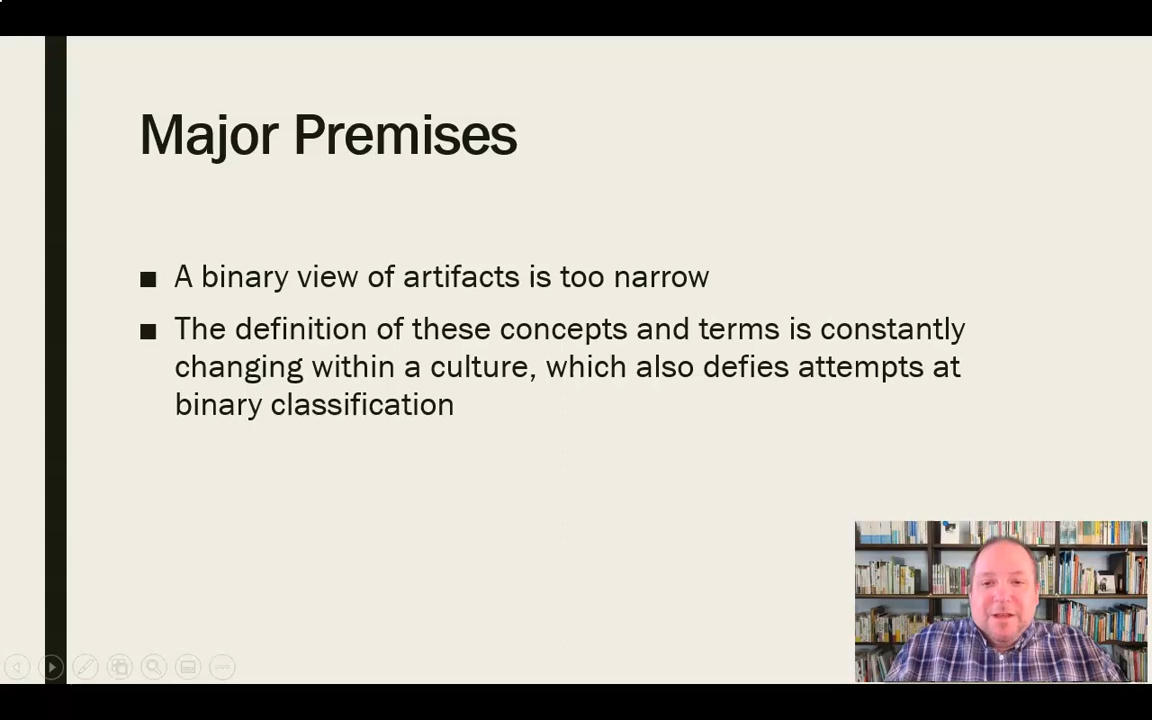 Major Premises
■ A binary view of artifacts is too narrow
■ The definition of these concepts and terms is constantly
changing within a culture, which also defies attempts at
binary classification